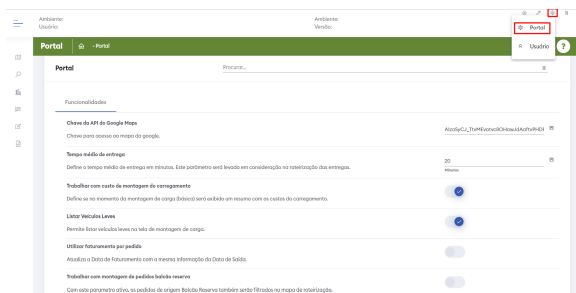 Ambiente:
Ambiente:
Usuário:
Versão:
Portal
Usuário
Portal
- Portal
?
Portal
Procurar...
Funcionalidades
Chave da API do Google Maps
Chave para acesso ao mapa do google.
Tempo médio de entrega
20
Define o tempo médio de entrega em minutos. Este parâmetro será levado em consideração na roteirização das entregas.
Minutos
Trabalhar com custo de montagem do carregamento
Define se no momento da montagem de carga (básica) será exibido um resumo com os custos do carregamento.
Listar Veículos Leves
Permite listar veículos leves na tela de montagem de carga.
Utilizar faturamento por pedido
Atualiza a Data de Faturamento com a mesma informação da Data de Saída.
Trabalhar com montagem de pedidos balcão reserva
Com este parametro ativo, os pedidos de origem Balcão Reserva também serão filtrados no mapa de roteirização.